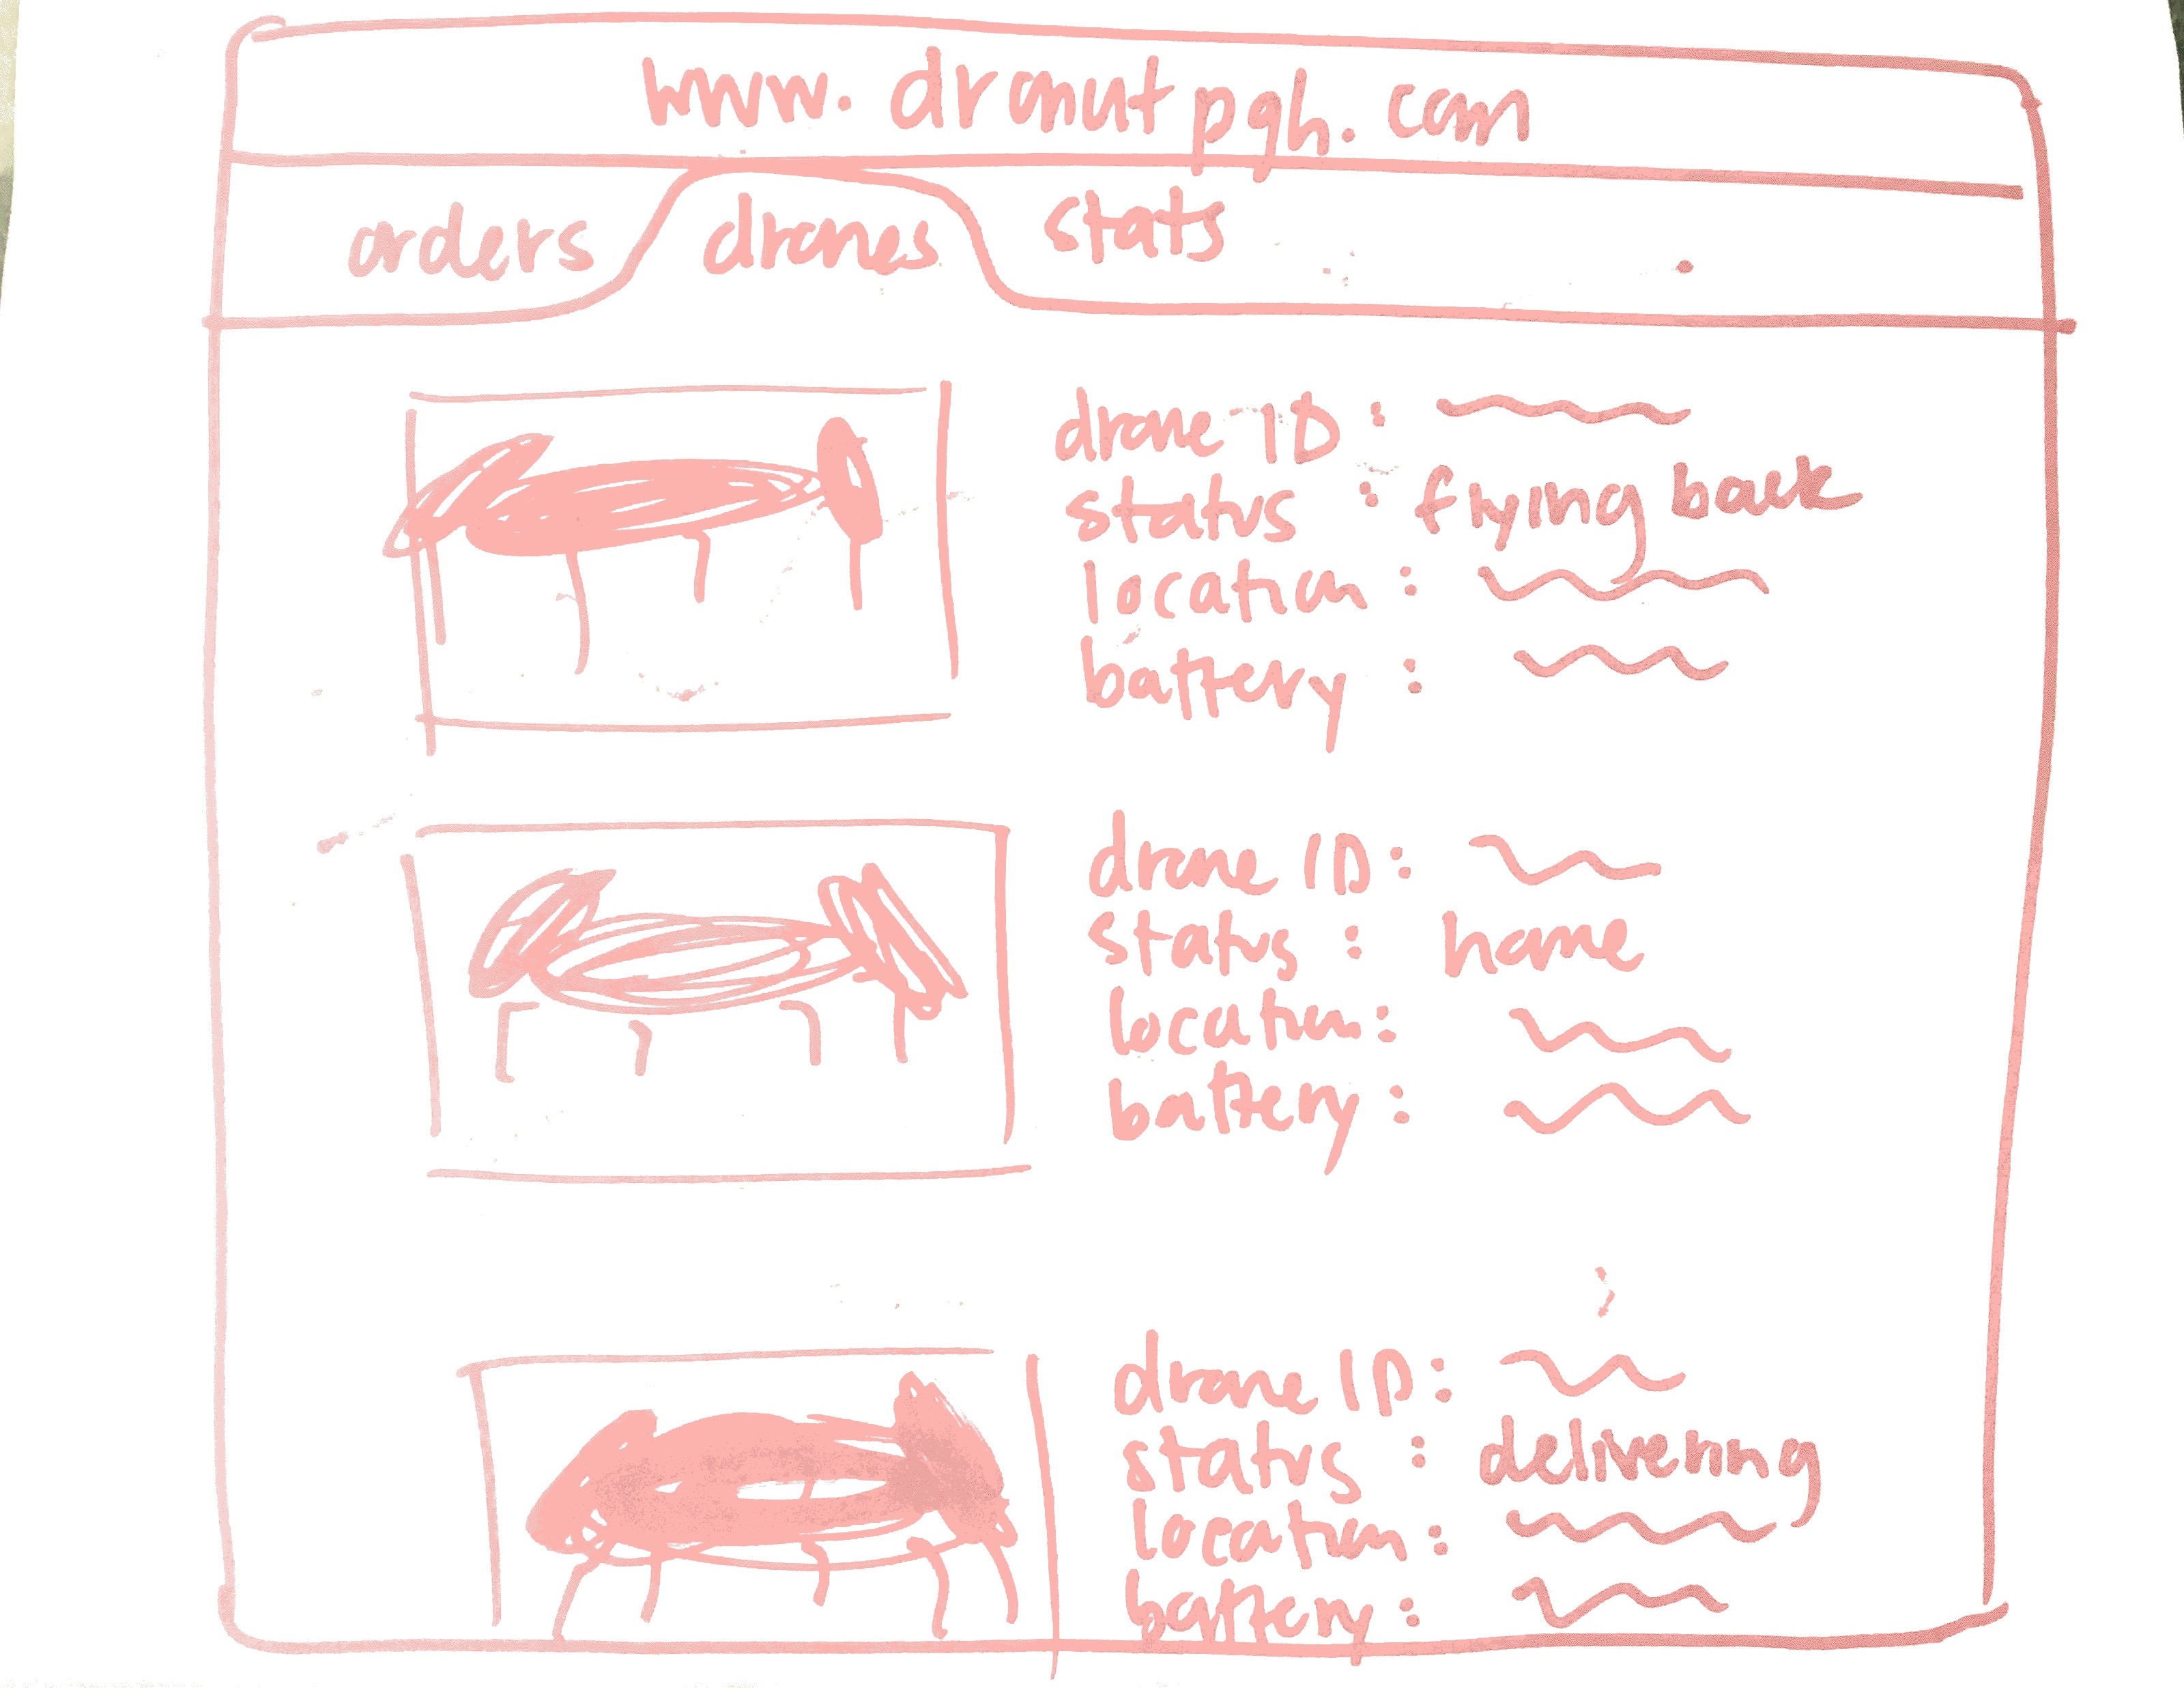 www.dronutpgh.com
orders drones stats
drone ID :
status : flying back
location :
battery :
drone ID :
status : home
location :
battery :
drone ID :
status : delivering
location :
battery :